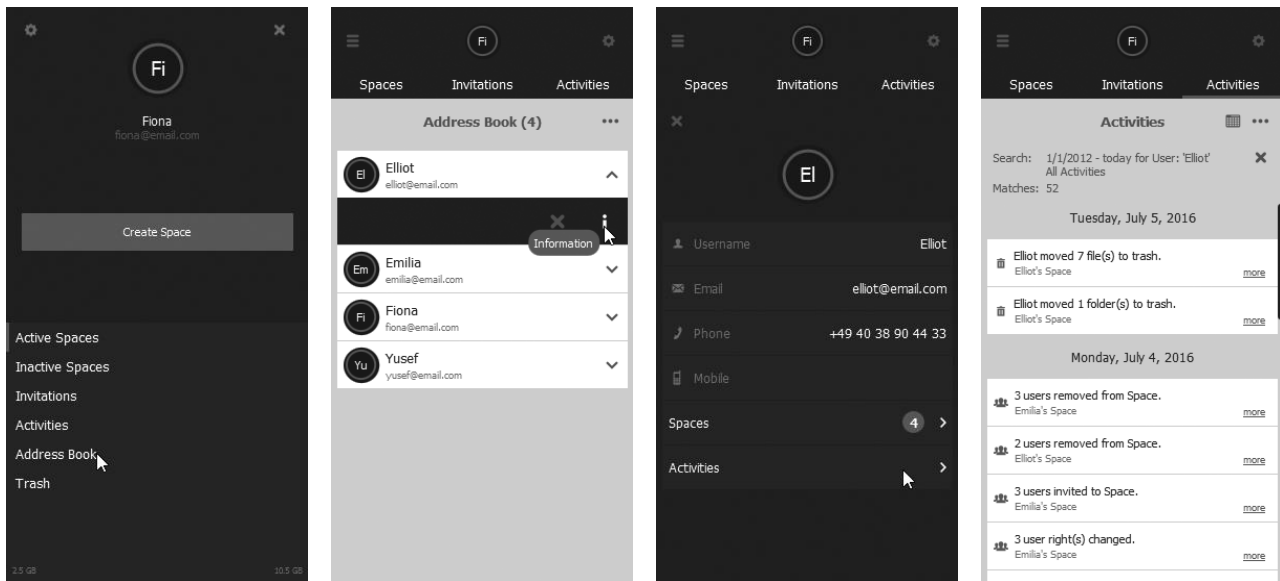 Fi
Fiona
fiona@email.com
Create Space
Active Spaces
Inactive Spaces
Invitations
Activities
Address Book
Trash
2.5 GB 10.5 GB
Fi
Spaces Invitations Activities
Address Book (4)
El
Elliot
elliot@email.com
Information
Em
Emilia
emilia@email.com
Fi
Fiona
fiona@email.com
Yu
Yusef
yusef@email.com
Fi
Spaces Invitations Activities
El
Username Elliot
Email elliot@email.com
Phone +49 40 38 90 44 33
Mobile
Spaces 4
Activities
Fi
Spaces Invitations Activities
Activities
Search: 1/1/2012 - today for User: 'Elliot'
All Activities
Matches: 52
Tuesday, July 5, 2016
Elliot moved 7 file(s) to trash.
Elliot's Space more
Elliot moved 1 folder(s) to trash.
Elliot's Space more
Monday, July 4, 2016
3 users removed from Space.
Emilia's Space more
2 users removed from Space.
Elliot's Space more
3 users invited to Space.
Emilia's Space more
3 user right(s) changed.
Emilia's Space more